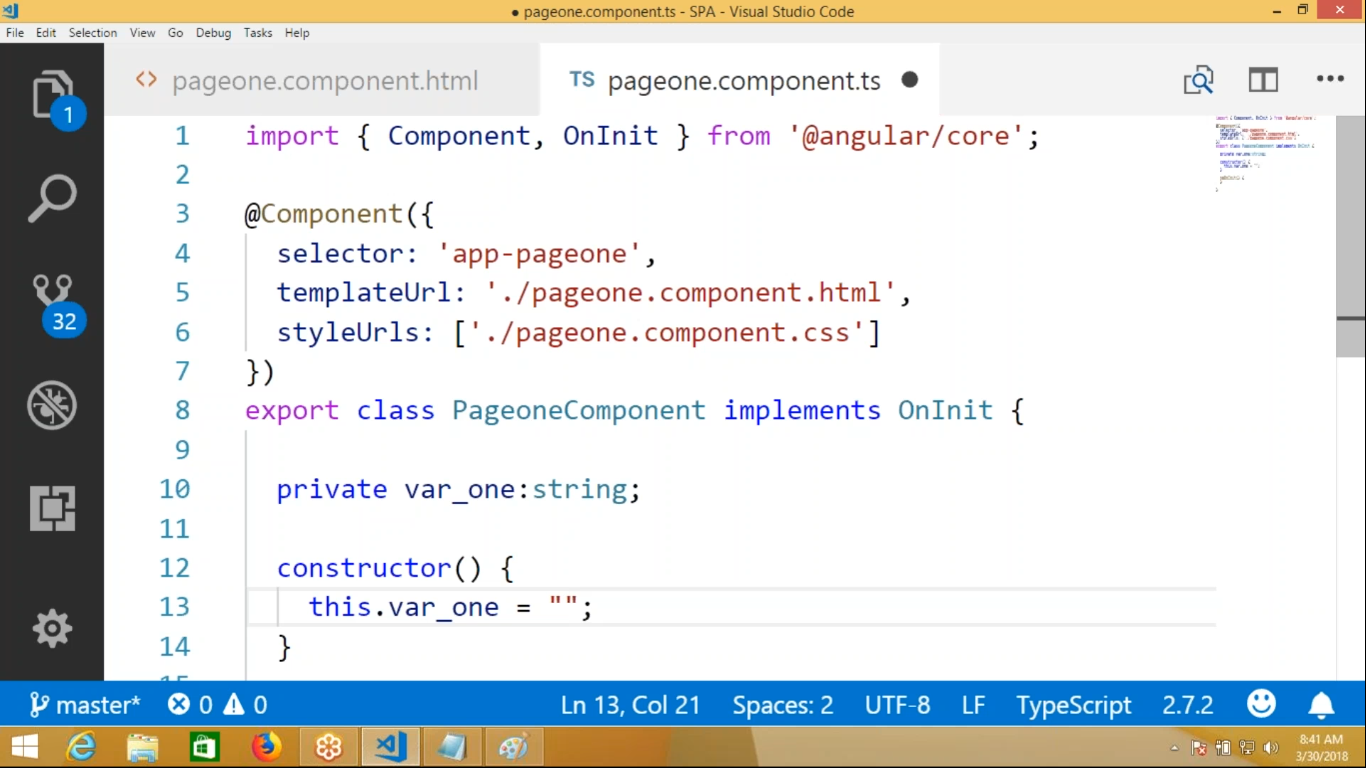 ● pageone.component.ts - SPA - Visual Studio Code
File Edit Selection View Go Debug Tasks Help
<> pageone.component.html TS pageone.component.ts ●
1
1 import { Component, OnInit } from '@angular/core';
2
3 @Component({
4 selector: 'app-pageone',
5 templateUrl: './pageone.component.html',
6 styleUrls: ['./pageone.component.css']
7 })
8 export class PageoneComponent implements OnInit {
9
10 private var_one:string;
11
12 constructor() {
13 this.var_one = "";
14 }
15
32
master* 0 0 Ln 13, Col 21 Spaces: 2 UTF-8 LF TypeScript 2.7.2
8:41 AM
3/30/2018